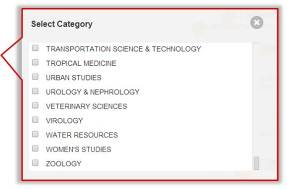 Select Category
TRANSPORTATION SCIENCE & TECHNOLOGY
TROPICAL MEDICINE
URBAN STUDIES
UROLOGY & NEPHROLOGY
VETERINARY SCIENCES
VIROLOGY
WATER RESOURCES
WOMEN'S STUDIES
ZOOLOGY